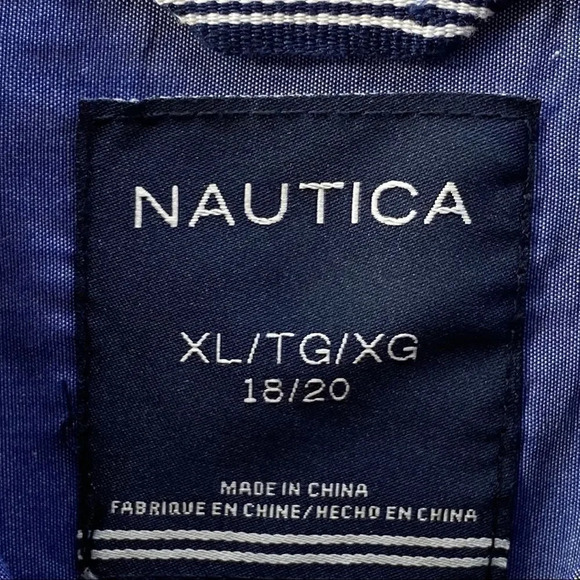 NAUTICA
XL/TG/XG
18/20
MADE IN CHINA
FABRIQUE EN CHINE/HECHO EN CHINA